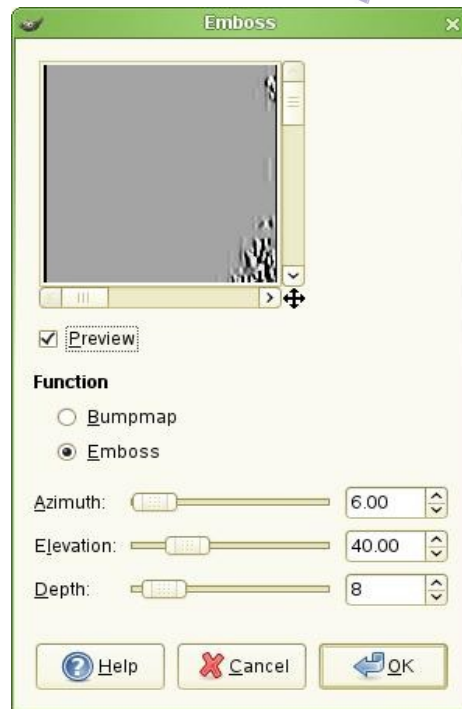 Emboss
Preview
Function
Bumpmap
Emboss
Azimuth: 6.00
Elevation: 40.00
Depth: 8
Help Cancel OK